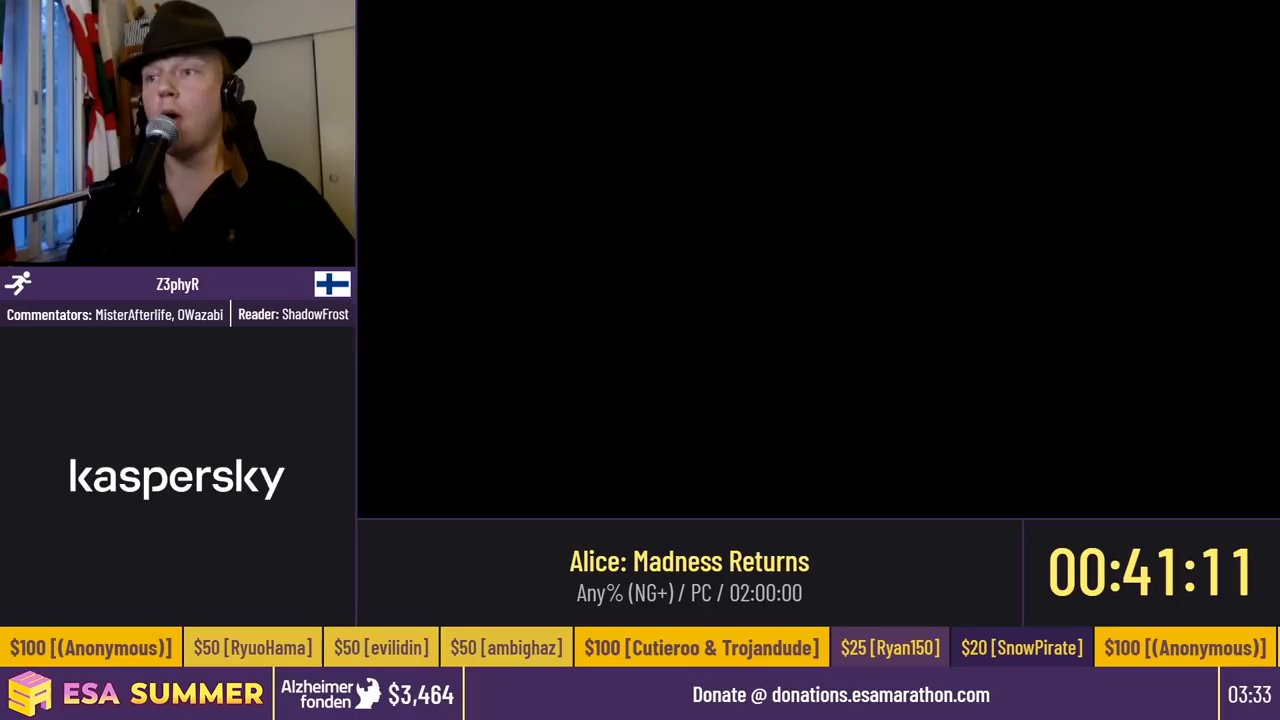 Z3phyR
Commentators: MisterAfterlife, OWazabi
Reader: ShadowFrost
kaspersky
Alice: Madness Returns
Any% (NG+) / PC / 02:00:00
00:41:11
$100 [(Anonymous)]
$50 [RyuoHama]
$50 [evilidin]
$50 [ambighaz]
$100 [Cutieroo & Trojandude]
$25 [Ryan150]
$20 [SnowPirate]
$100 [(Anonymous)]
ESA SUMMER
Alzheimer
fonden
$3,464
Donate @ donations.esamarathon.com
03:33